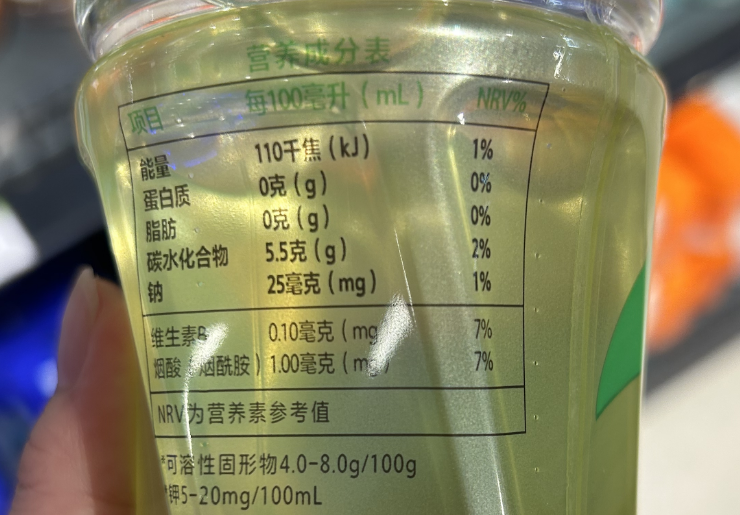 营养成分表
项目 每100毫升（mL） NRV%
能量 110千焦（kJ） 1%
蛋白质 0克（g） 0%
脂肪 0克（g） 0%
碳水化合物 5.5克（g） 2%
钠 25毫克（mg） 1%
维生素B 0.10毫克（mg 7%
烟酸 烟酰胺） 1.00毫克（mg） 7%
NRV为营养素参考值
*可溶性固形物4.0-8.0g/100g
*钾5-20mg/100mL